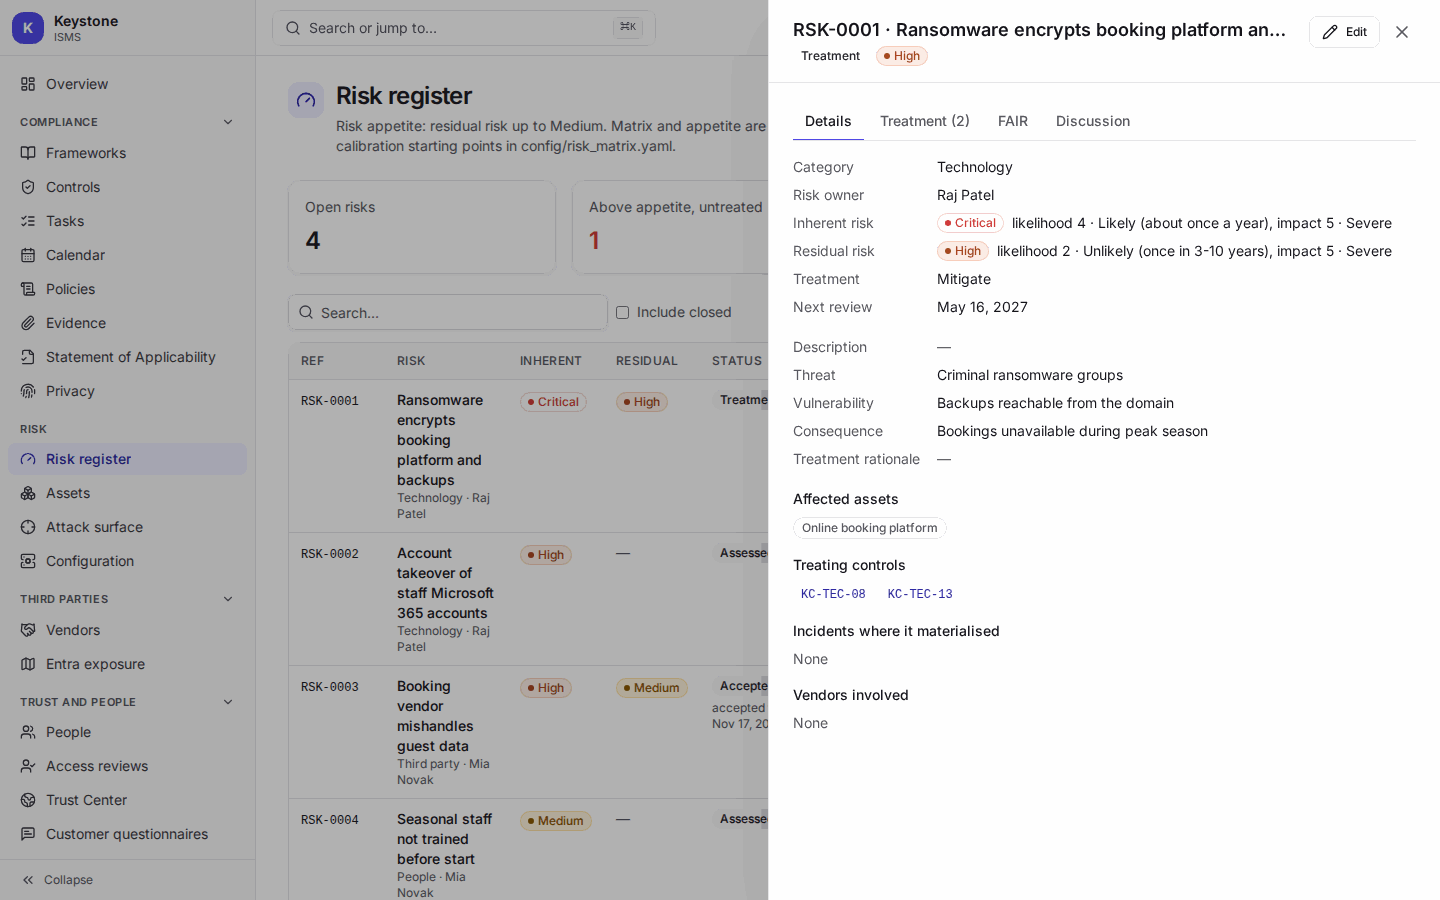 K
Keystone
ISMS
Overview
COMPLIANCE
Frameworks
Controls
Tasks
Calendar
Policies
Evidence
Statement of Applicability
Privacy
RISK
Risk register
Assets
Attack surface
Configuration
THIRD PARTIES
Vendors
Entra exposure
TRUST AND PEOPLE
People
Access reviews
Trust Center
Customer questionnaires
Collapse
Search or jump to...
⌘K
Risk register
Risk appetite: residual risk up to Medium. Matrix and appetite are
calibration starting points in config/risk_matrix.yaml.
Open risks
4
Above appetite, untreated
1
Search...
Include closed
REF RISK INHERENT RESIDUAL STATUS
RSK-0001 Ransomware encrypts booking platform and backups Critical High
Technology · Raj Patel
RSK-0002 Account takeover of staff Microsoft 365 accounts High —
Technology · Raj Patel
RSK-0003 Booking vendor mishandles guest data High Medium
Third party · Mia Novak
accepted
Nov 17, 20
RSK-0004 Seasonal staff not trained before start Medium —
People · Mia Novak
RSK-0001 · Ransomware encrypts booking platform an...
Treatment High
Edit
Details Treatment (2) FAIR Discussion
Category Technology
Risk owner Raj Patel
Inherent risk Critical likelihood 4 · Likely (about once a year), impact 5 · Severe
Residual risk High likelihood 2 · Unlikely (once in 3-10 years), impact 5 · Severe
Treatment Mitigate
Next review May 16, 2027
Description —
Threat Criminal ransomware groups
Vulnerability Backups reachable from the domain
Consequence Bookings unavailable during peak season
Treatment rationale —
Affected assets
Online booking platform
Treating controls
KC-TEC-08 KC-TEC-13
Incidents where it materialised
None
Vendors involved
None